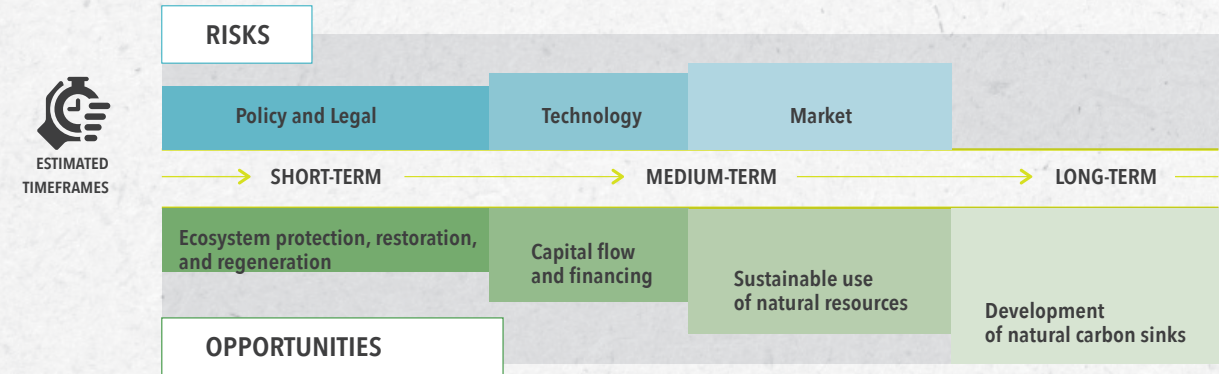 RISKS
Policy and Legal
Technology
Market
ESTIMATED
TIMEFRAMES
SHORT-TERM
MEDIUM-TERM
LONG-TERM
Ecosystem protection, restoration,
and regeneration
Capital flow
and financing
Sustainable use
of natural resources
Development
of natural carbon sinks
OPPORTUNITIES